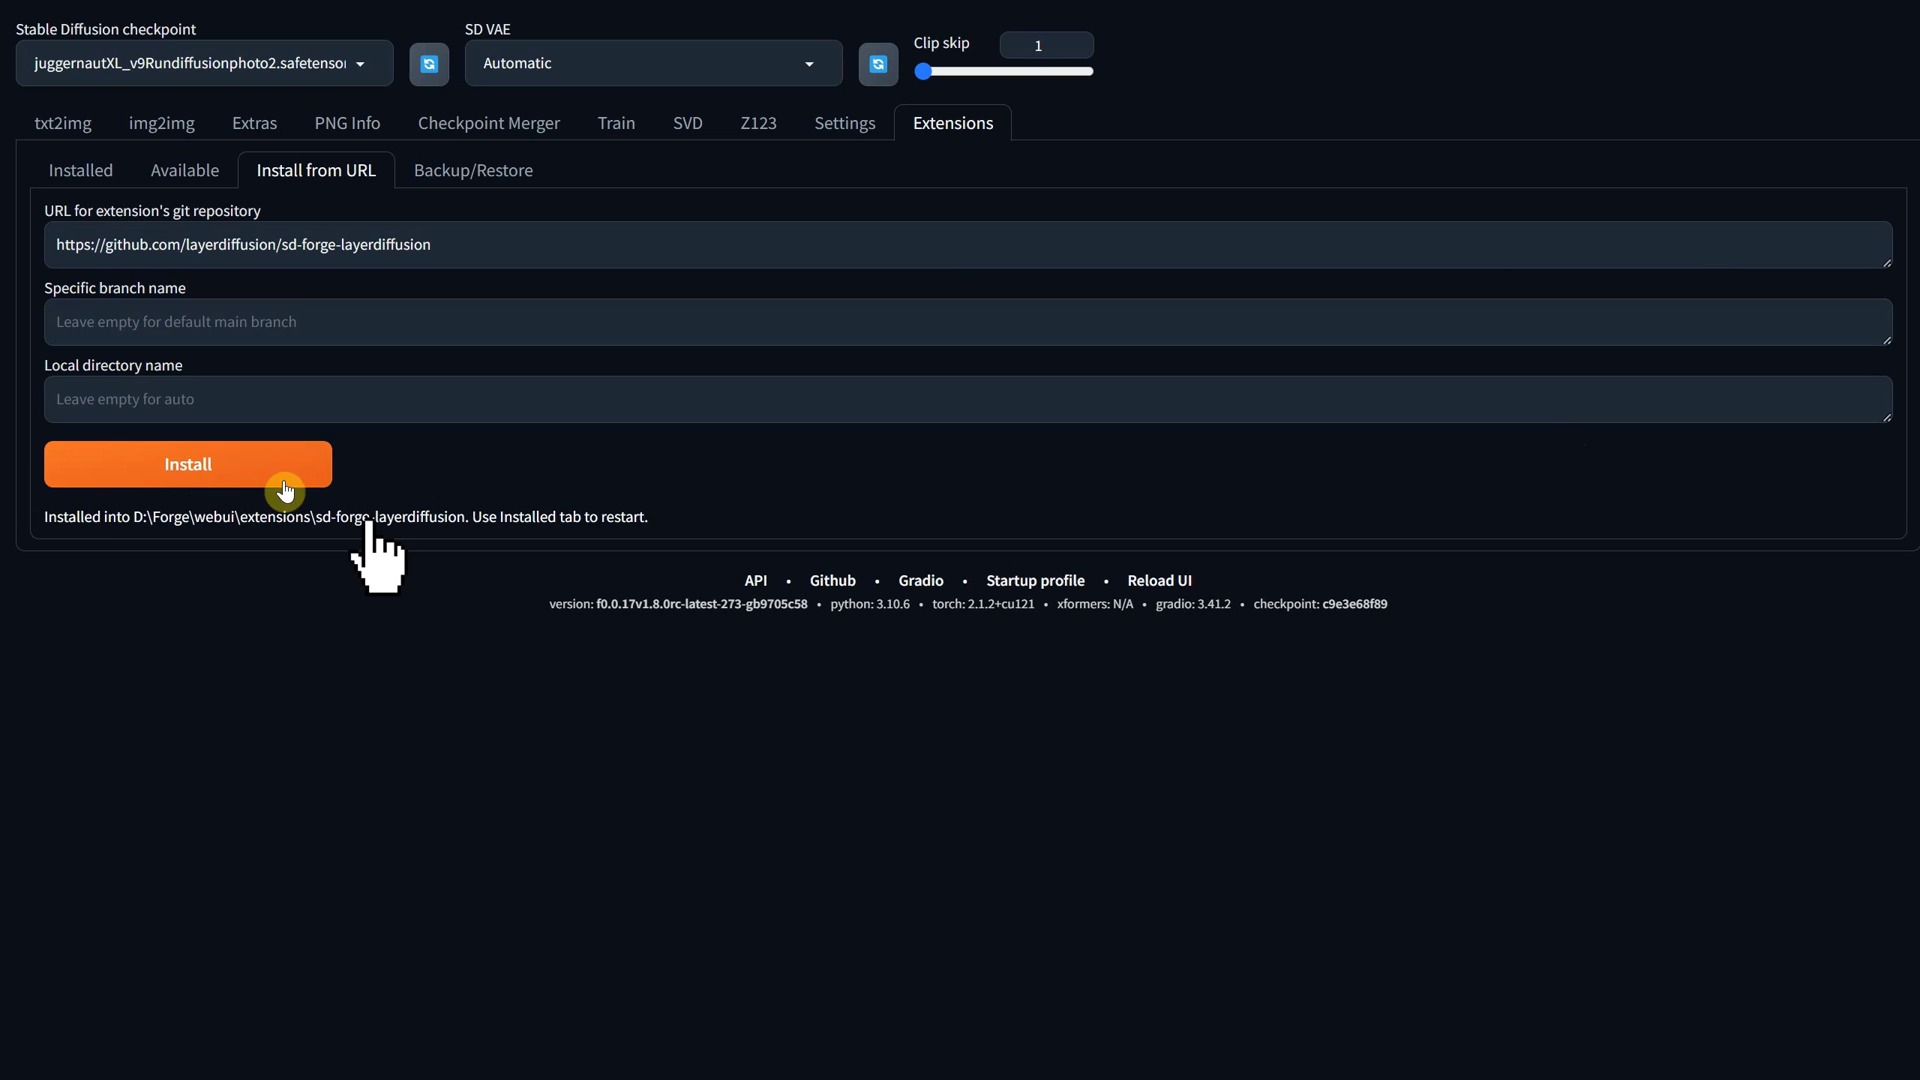 Stable Diffusion checkpoint
SD VAE
Clip skip
1
juggernautXL_v9Rundiffusionphoto2.safetensor
Automatic
txt2img img2img Extras PNG Info Checkpoint Merger Train SVD Z123 Settings Extensions
Installed Available Install from URL Backup/Restore
URL for extension's git repository
https://github.com/layerdiffusion/sd-forge-layerdiffusion
Specific branch name
Leave empty for default main branch
Local directory name
Leave empty for auto
Install
Installed into D:\Forge\webui\extensions\sd-forge-layerdiffusion. Use Installed tab to restart.
API • Github • Gradio • Startup profile • Reload UI
version: f0.0.17v1.8.0rc-latest-273-gb9705c58 • python: 3.10.6 • torch: 2.1.2+cu121 • xformers: N/A • gradio: 3.41.2 • checkpoint: c9e3e68f89